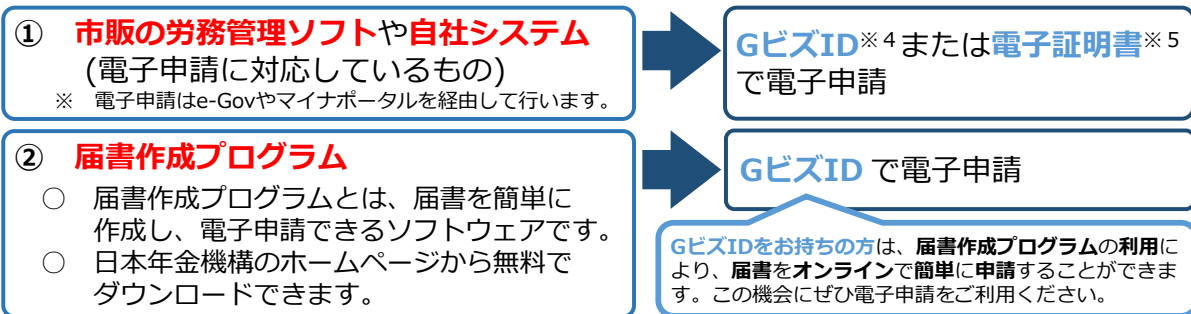 ① 市販の労務管理ソフトや自社システム
(電子申請に対応しているもの)
※ 電子申請はe-Govやマイナポータルを経由して行います。
GビズID※4または電子証明書※5
で電子申請
② 届書作成プログラム
○ 届書作成プログラムとは、届書を簡単に
作成し、電子申請できるソフトウェアです。
○ 日本年金機構のホームページから無料で
ダウンロードできます。
GビズID で電子申請
GビズIDをお持ちの方は、届書作成プログラムの利用に
より、届書をオンラインで簡単に申請することができま
す。この機会にぜひ電子申請をご利用ください。